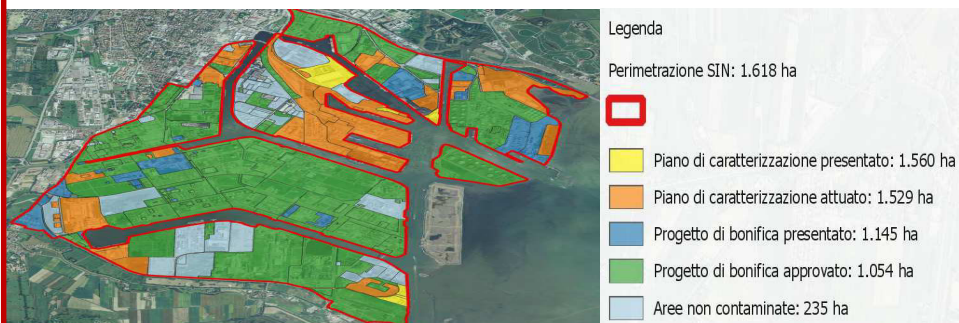 Legenda
Perimetrazione SIN: 1.618 ha
Piano di caratterizzazione presentato: 1.560 ha
Piano di caratterizzazione attuato: 1.529 ha
Progetto di bonifica presentato: 1.145 ha
Progetto di bonifica approvato: 1.054 ha
Aree non contaminate: 235 ha